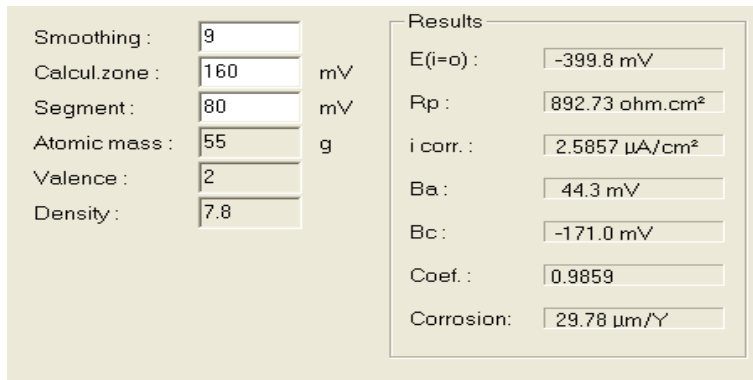 Smoothing : 9
Calcul.zone : 160 mV
Segment : 80 mV
Atomic mass : 55 g
Valence : 2
Density : 7.8
Results
E(i=o) : -399.8 mV
Rp : 892.73 ohm.cm²
i corr. : 2.5857 µA/cm²
Ba : 44.3 mV
Bc : -171.0 mV
Coef. : 0.9859
Corrosion: 29.78 µm/Y